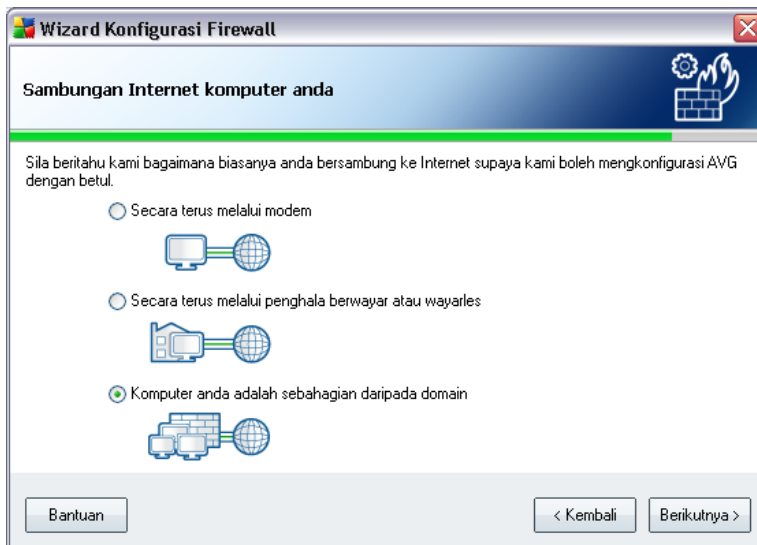 Wizard Konfigurasi Firewall
Sambungan Internet komputer anda
Sila beritahu kami bagaimana biasanya anda bersambung ke Internet supaya kami boleh mengkonfigurasi AVG
dengan betul.
Secara terus melalui modem
Secara terus melalui penghala berwayar atau wayarles
Komputer anda adalah sebahagian daripada domain
Bantuan
< Kembali
Berikutnya >